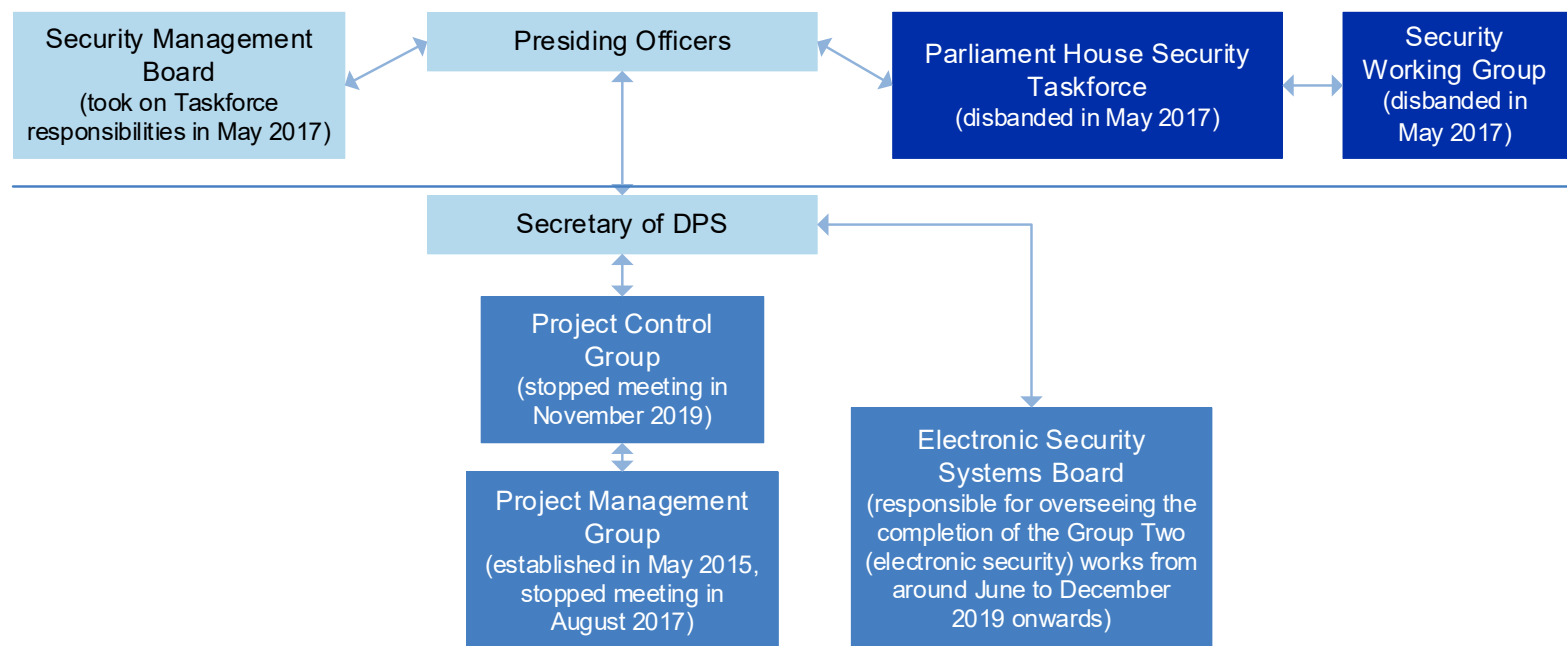 Security Management
Board
(took on Taskforce
responsibilities in May 2017)
Presiding Officers
Parliament House Security
Taskforce
(disbanded in May 2017)
Security
Working Group
(disbanded in
May 2017)
Secretary of DPS
Project Control
Group
(stopped meeting in
November 2019)
Project Management
Group
(established in May 2015,
stopped meeting in
August 2017)
Electronic Security
Systems Board
(responsible for overseeing the
completion of the Group Two
(electronic security) works from
around June to December
2019 onwards)